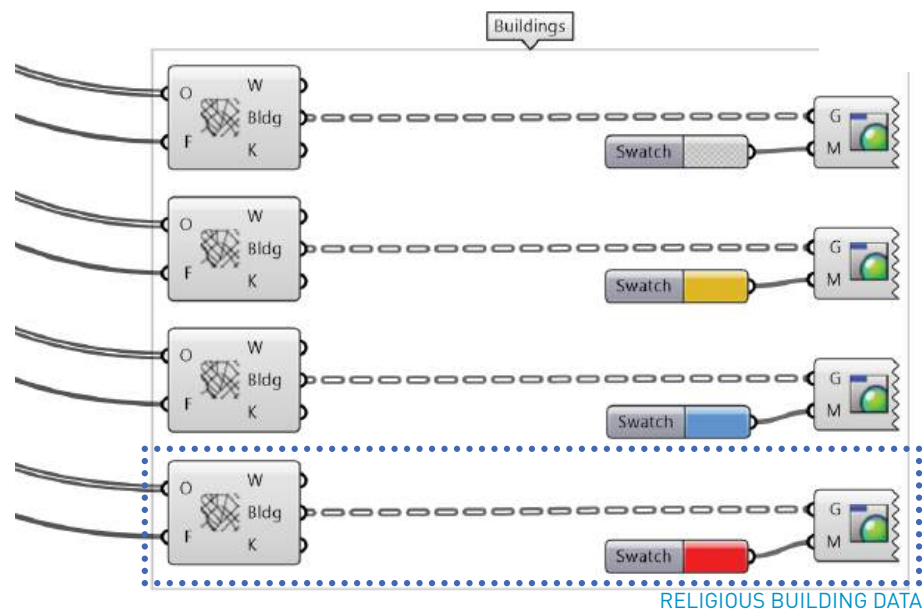 Buildings
O
F
W
Bldg
K
G
M
Swatch
O
F
W
Bldg
K
G
M
Swatch
O
F
W
Bldg
K
G
M
Swatch
O
F
W
Bldg
K
G
M
Swatch
RELIGIOUS BUILDING DATA